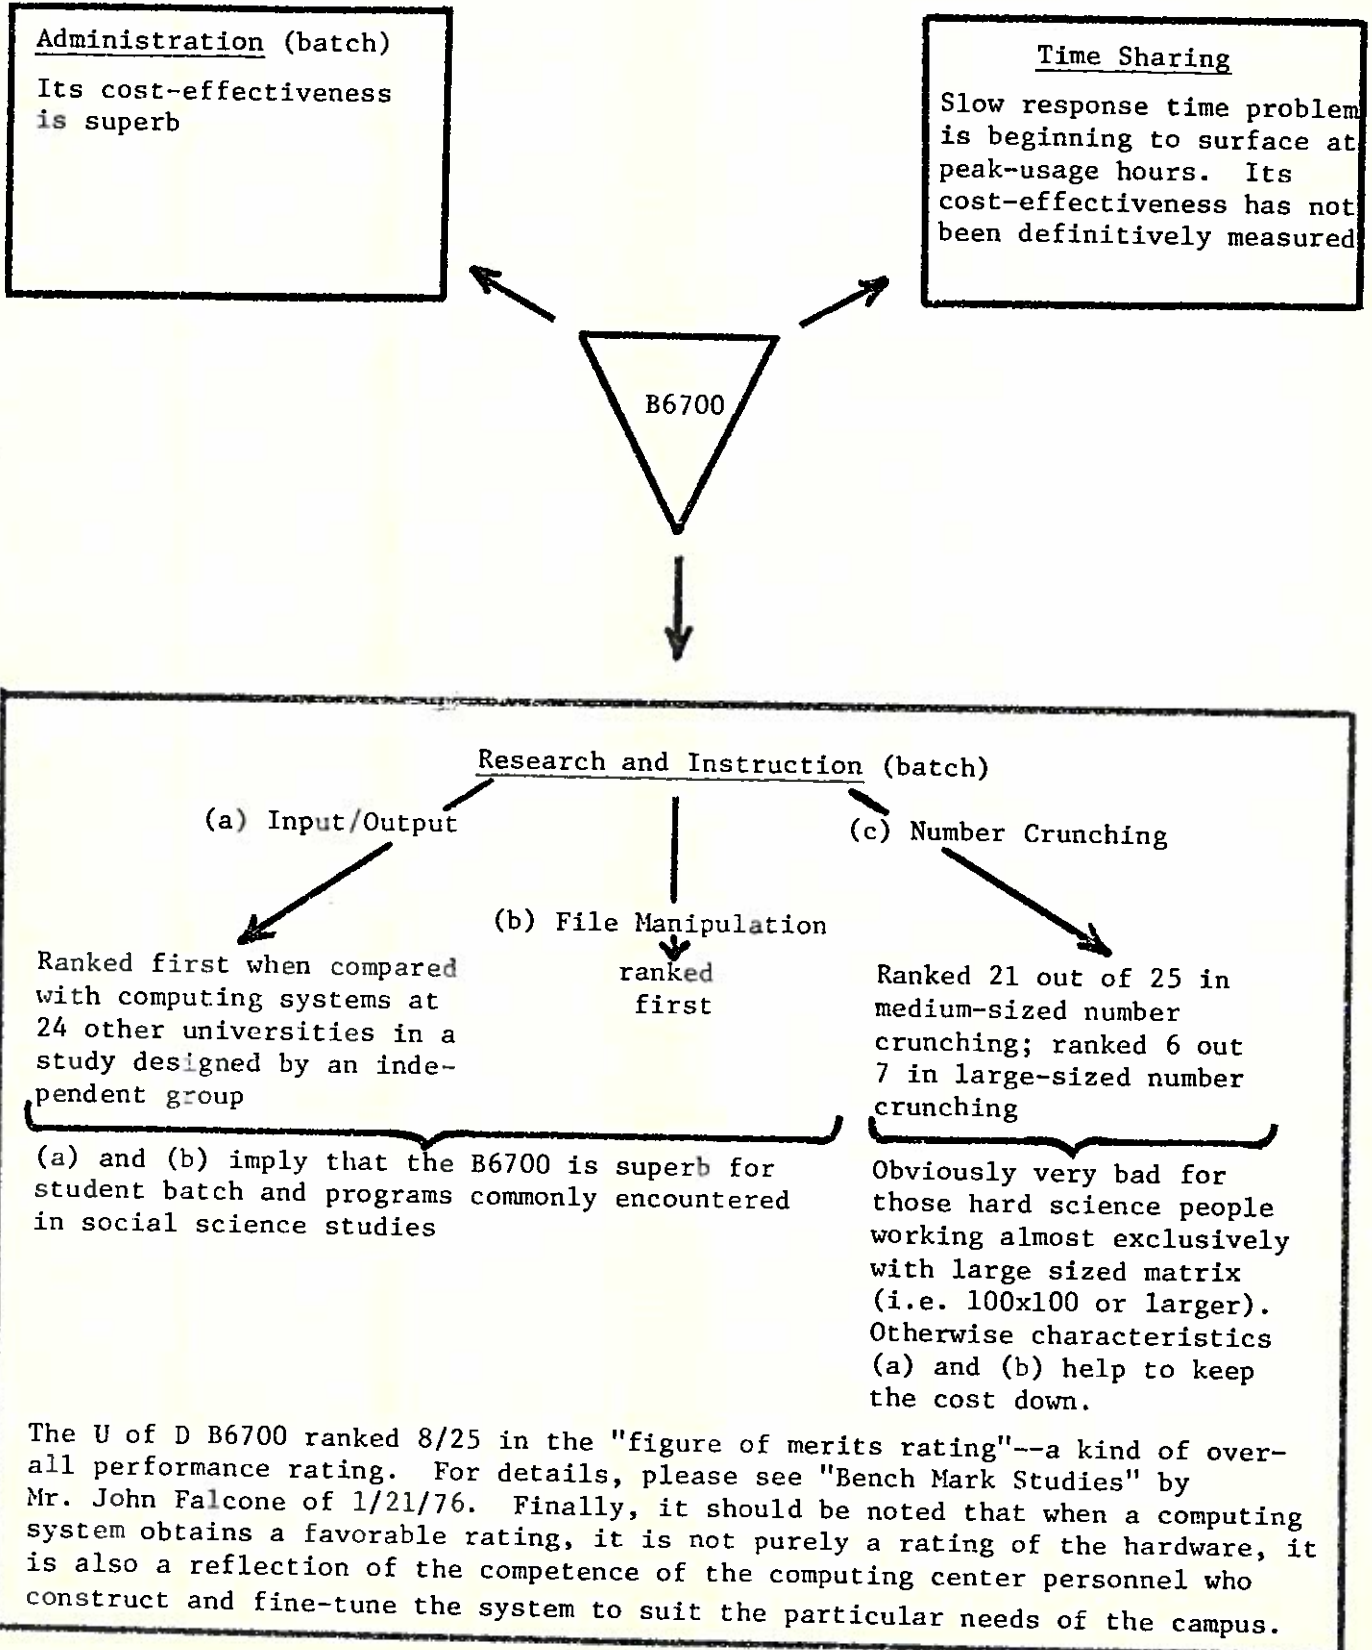 Administration (batch)
Its cost-effectiveness
is superb
Time Sharing
Slow response time problem
is beginning to surface at
peak-usage hours.  Its
cost-effectiveness has not
been definitively measured
B6700
Research and Instruction (batch)
(a) Input/Output
(c) Number Crunching
(b) File Manipulation
Ranked first when compared
with computing systems at
24 other universities in a
study designed by an inde-
pendent group
ranked
first
Ranked 21 out of 25 in
medium-sized number
crunching; ranked 6 out
7 in large-sized number
crunching
(a) and (b) imply that the B6700 is superb for
student batch and programs commonly encountered
in social science studies
Obviously very bad for
those hard science people
working almost exclusively
with large sized matrix
(i.e. 100x100 or larger).
Otherwise characteristics
(a) and (b) help to keep
the cost down.
The U of D B6700 ranked 8/25 in the "figure of merits rating"--a kind of over-
all performance rating.  For details, please see "Bench Mark Studies" by
Mr. John Falcone of 1/21/76.  Finally, it should be noted that when a computing
system obtains a favorable rating, it is not purely a rating of the hardware, it
is also a reflection of the competence of the computing center personnel who
construct and fine-tune the system to suit the particular needs of the campus.